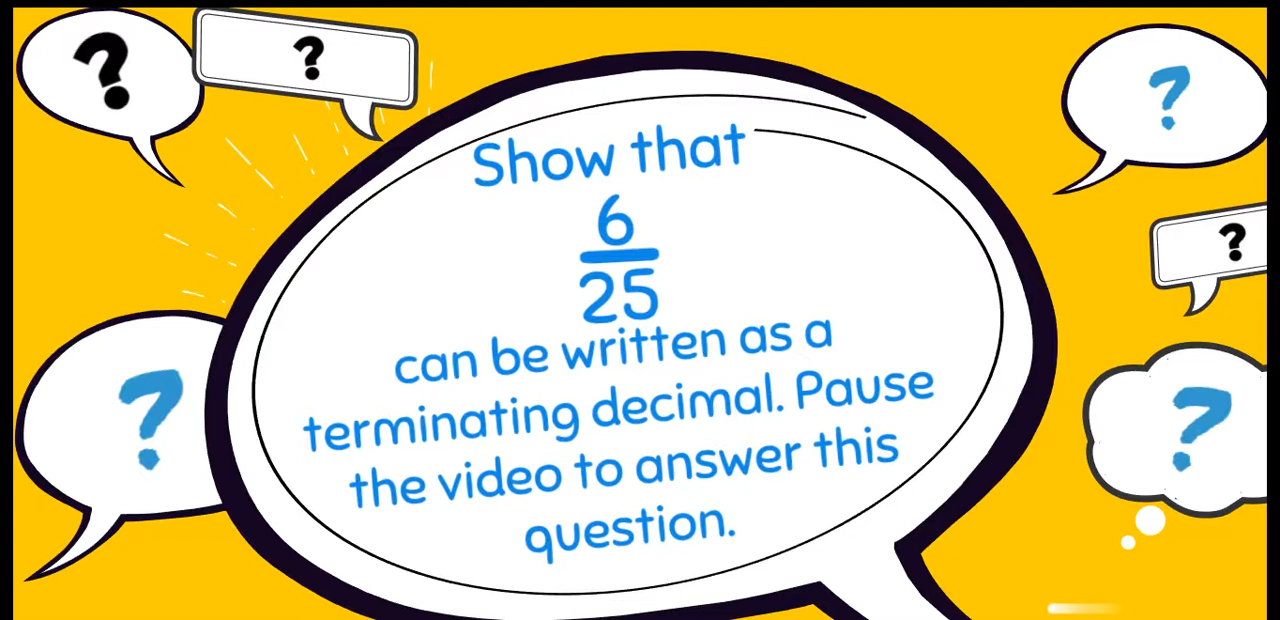 ?
?
?
Show that
6
25
?
can be written as a
terminating decimal. Pause
?
?
the video to answer this
question.